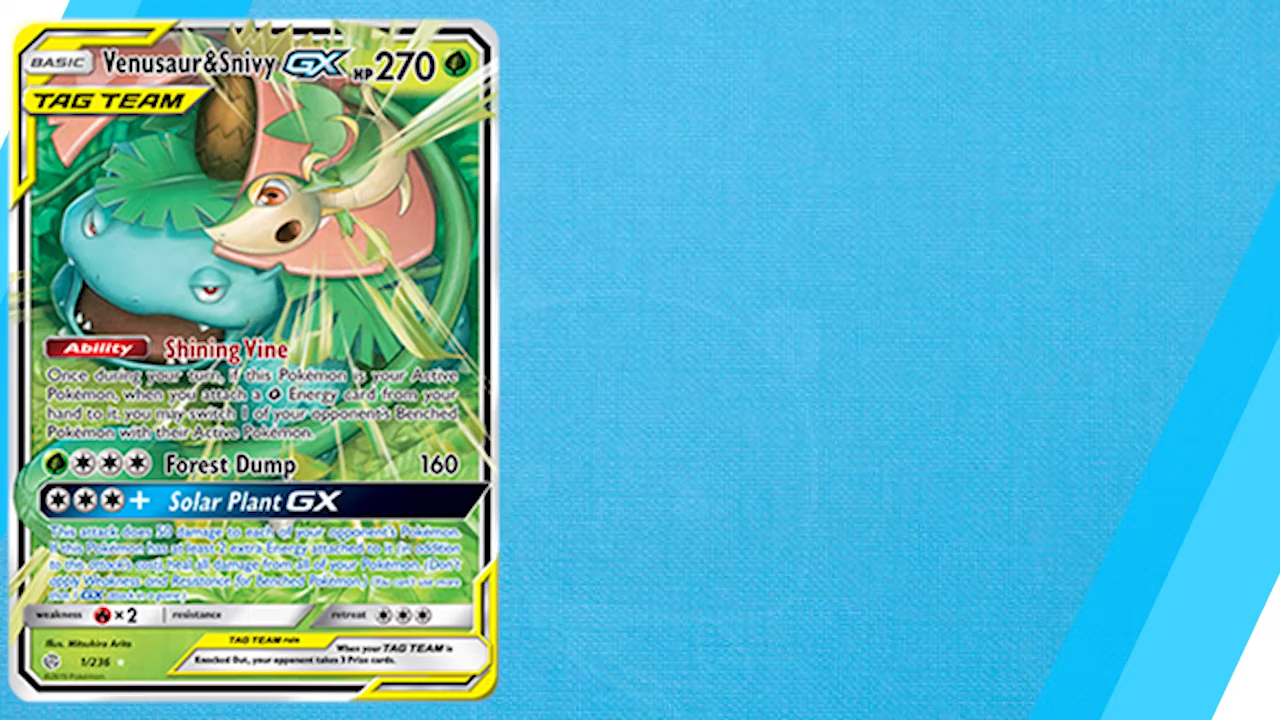 BASIC Venusaur&Snivy GX HP 270
TAG TEAM
Ability Shining Vine
Once during your turn, if this Pokémon is your Active
Pokémon, when you attach a Energy card from your
hand to it, you may switch 1 of your opponent's Benched
Pokémon with their Active Pokémon.
Forest Dump 160
+ Solar Plant GX
This attack does 50 damage to each of your opponent's Pokémon.
If this Pokémon has at least 2 extra Energy attached to it (in addition
to this attack's cost), heal all damage from all of your Pokémon. (Don't
apply Weakness and Resistance for Benched Pokémon.) (You can't use more
than 1 GX attack in a game.)
weakness ×2 resistance retreat
Illus. Mitsuhiro Arita
TAG TEAM rule
When your TAG TEAM is
Knocked Out, your opponent takes 3 Prize cards.
1/236
©2019 Pokémon